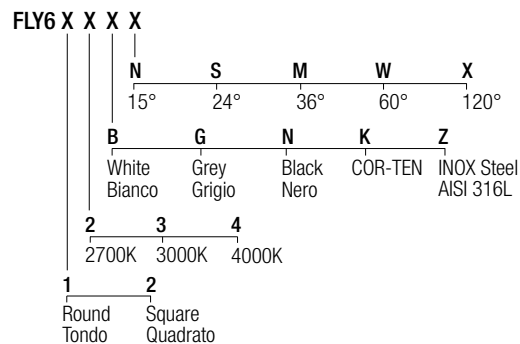 FLY6 X X X X
N S M W X
15° 24° 36° 60° 120°
B G N K Z
White Grey Black COR-TEN INOX Steel
Bianco Grigio Nero AISI 316L
2 3 4
2700K 3000K 4000K
1 2
Round Square
Tondo Quadrato